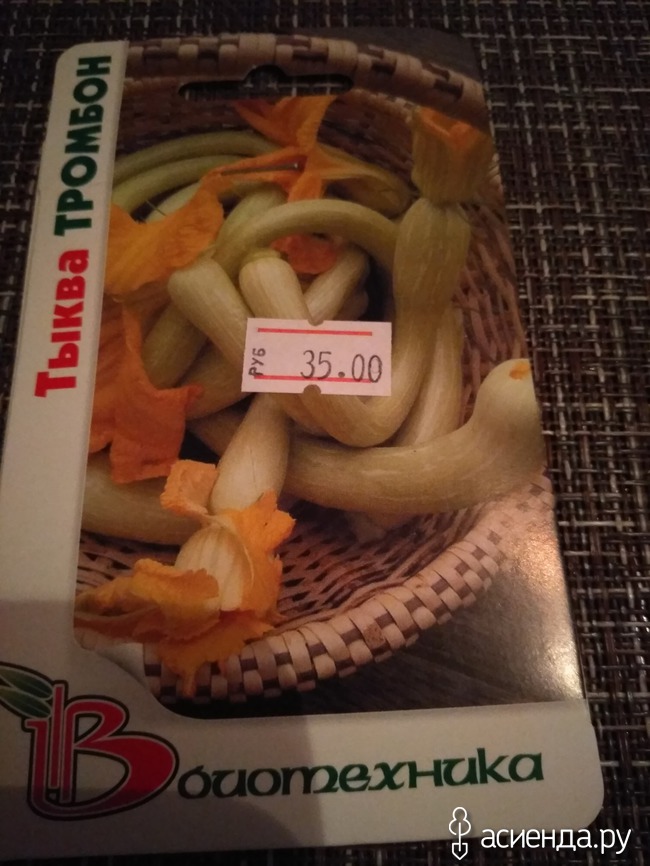 Тыква ТРОМБОН
РУБ 35.00
B биотехника
асиенда.ру